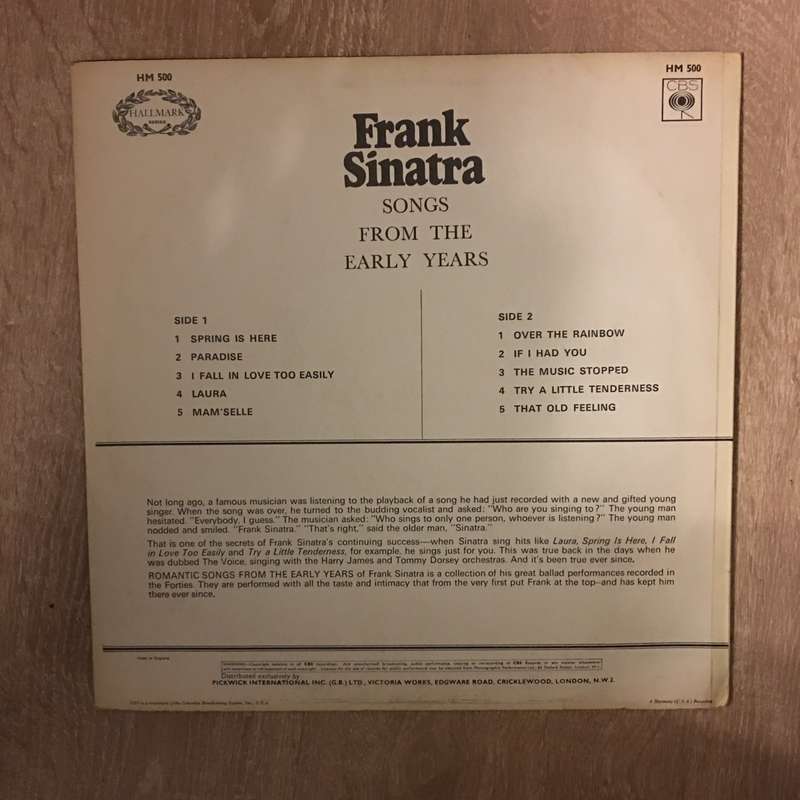 HM 500
HM 500
HALLMARK
SERIES
CBS
Frank
Sinatra
SONGS
FROM THE
EARLY YEARS
SIDE 1
1 SPRING IS HERE
2 PARADISE
3 I FALL IN LOVE TOO EASILY
4 LAURA
5 MAM'SELLE
SIDE 2
1 OVER THE RAINBOW
2 IF I HAD YOU
3 THE MUSIC STOPPED
4 TRY A LITTLE TENDERNESS
5 THAT OLD FEELING
Not long ago, a famous musician was listening to the playback of a song he had just recorded with a new and gifted young
singer. When the song was over, he turned to the budding vocalist and asked: "Who are you singing to?" The young man
hesitated. "Everybody, I guess." The musician asked: "Who sings to only one person, whoever is listening?" The young man
nodded and smiled. "Frank Sinatra." "That's right," said the older man, "Sinatra."
That is one of the secrets of Frank Sinatra's continuing success—when Sinatra sing hits like Laura, Spring Is Here, I Fall
in Love Too Easily and Try a Little Tenderness, for example, he sings just for you. This was true back in the days when he
was dubbed The Voice, singing with the Harry James and Tommy Dorsey orchestras. And it's been true ever since.
ROMANTIC SONGS FROM THE EARLY YEARS of Frank Sinatra is a collection of his great ballad performances recorded in
the Forties. They are performed with all the taste and intimacy that from the very first put Frank at the top—and has kept him
there ever since.
Made in England
Distributed exclusively by
PICKWICK INTERNATIONAL INC. (G.B.) LTD., VICTORIA WORKS, EDGWARE ROAD, CRICKLEWOOD, LONDON, N.W.2.